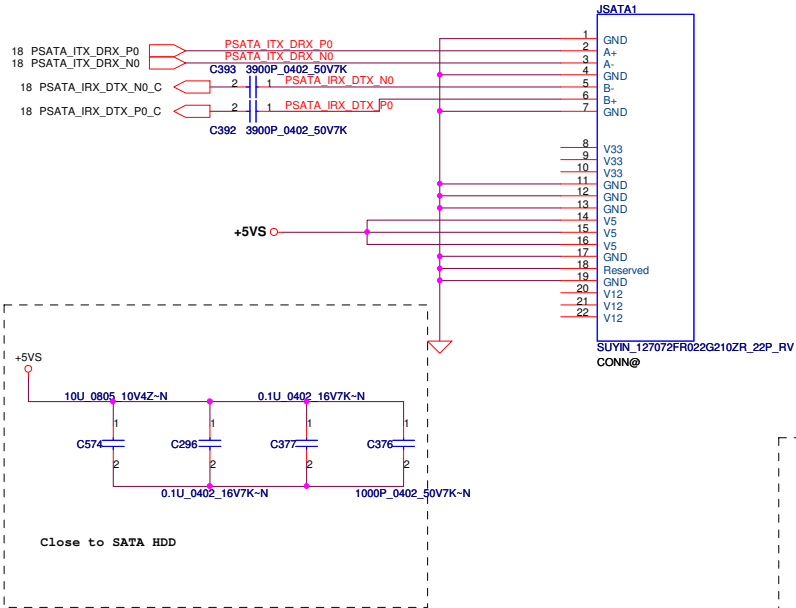 JSATA1
1 GND
18 PSATA_ITX_DRX_P0 PSATA_ITX_DRX_P0 2 A+
18 PSATA_ITX_DRX_N0 PSATA_ITX_DRX_N0 3 A-
C393 3900P_0402_50V7K 4 GND
18 PSATA_IRX_DTX_N0_C 2 1 PSATA_IRX_DTX_N0 5 B-
6 B+
18 PSATA_IRX_DTX_P0_C 2 1 PSATA_IRX_DTX_P0 7 GND
C392 3900P_0402_50V7K
8 V33
9 V33
10 V33
11 GND
12 GND
13 GND
14 V5
+5VS 15 V5
16 V5
17 GND
18 Reserved
19 GND
20 V12
21 V12
22 V12
SUYIN_127072FR022G210ZR_22P_RV
CONN@
+5VS
10U_0805_10V4Z~N 0.1U_0402_16V7K~N
1 1 1 1
C574 C296 C377 C376
2 2 2 2
0.1U_0402_16V7K~N 1000P_0402_50V7K~N
Close to SATA HDD